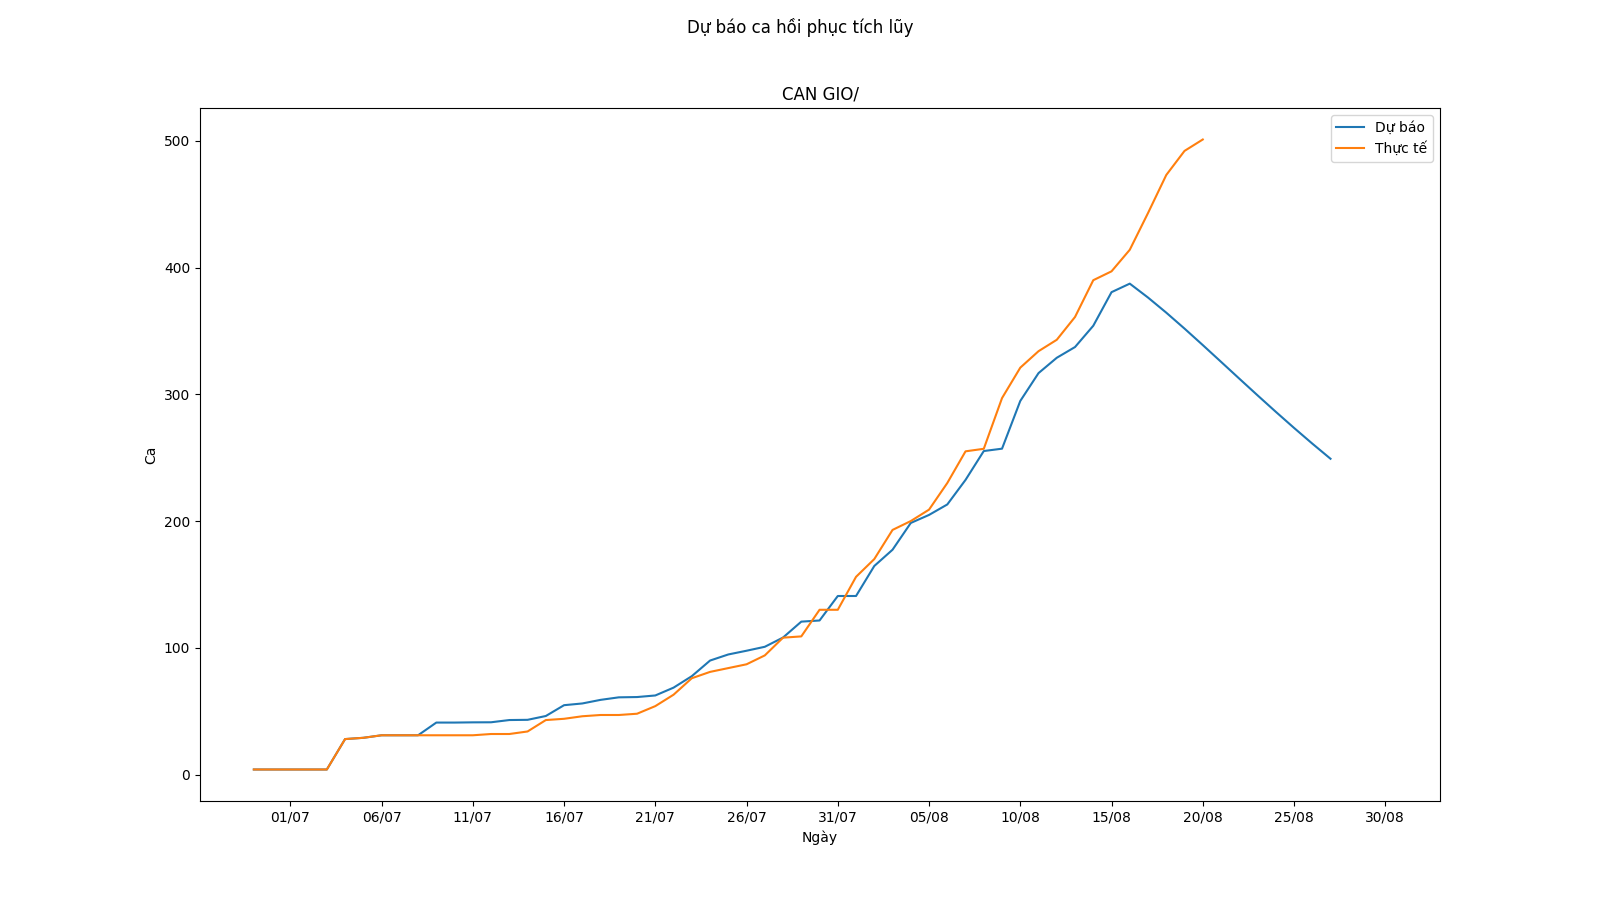 Dự báo ca hồi phục tích lũy
CAN GIO/
Dự báo
Thực tế
500
400
300
200
100
0
Ca
01/07 06/07 11/07 16/07 21/07 26/07 31/07 05/08 10/08 15/08 20/08 25/08 30/08
Ngày